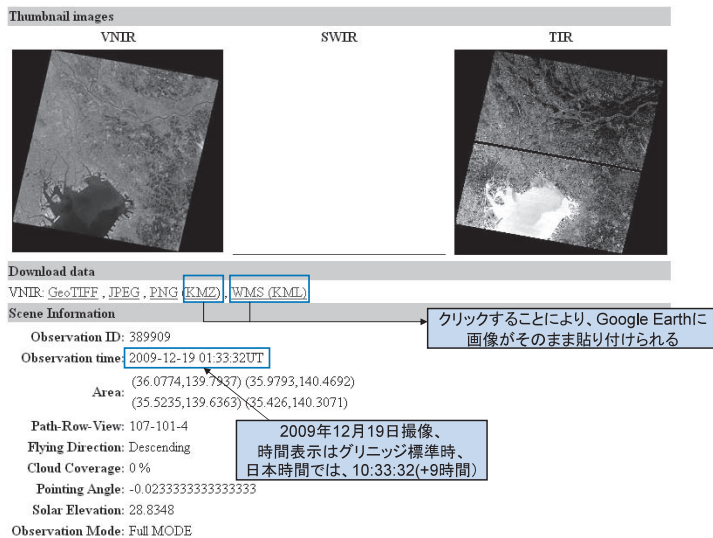 Thumbnail images
VNIR SWIR TIR
Download data
VNIR: GeoTIFF , JPEG , PNG (KMZ) , WMS (KML)
クリックすることにより、Google Earthに
画像がそのまま貼り付けられる
Scene Information
Observation ID: 389909
Observation time: 2009-12-19 01:33:32UT
Area: (36.0774,139.7937) (35.9793,140.4692)
(35.5235,139.6363) (35.426,140.3071)
Path-Row-View: 107-101-4
Flying Direction: Descending
Cloud Coverage: 0 %
Pointing Angle: -0.0233333333333333
Solar Elevation: 28.8348
Observation Mode: Full MODE
2009年12月19日撮像、
時間表示はグリニッジ標準時、
日本時間では、10:33:32(+9時間)